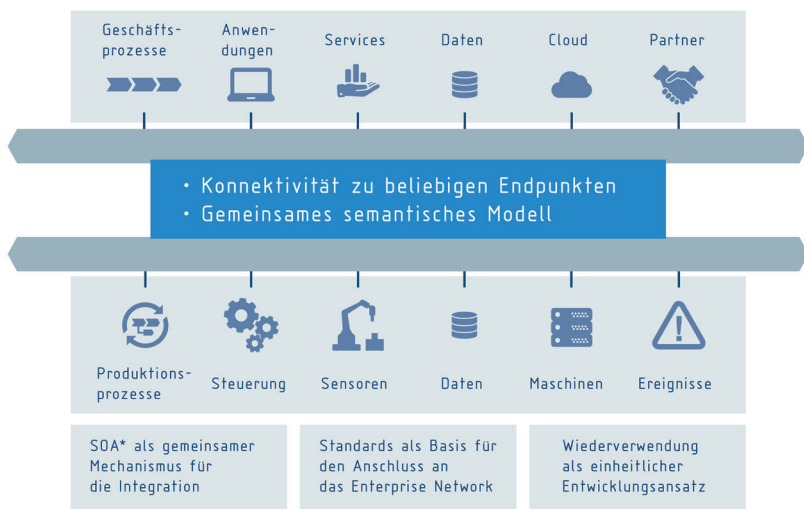 Geschäfts-
prozesse
Anwen-
dungen
Services
Daten
Cloud
Partner
• Konnektivität zu beliebigen Endpunkten
• Gemeinsames semantisches Modell
Produktions-
prozesse
Steuerung
Sensoren
Daten
Maschinen
Ereignisse
SOA* als gemeinsamer
Mechanismus für
die Integration
Standards als Basis für
den Anschluss an
das Enterprise Network
Wiederverwendung
als einheitlicher
Entwicklungsansatz